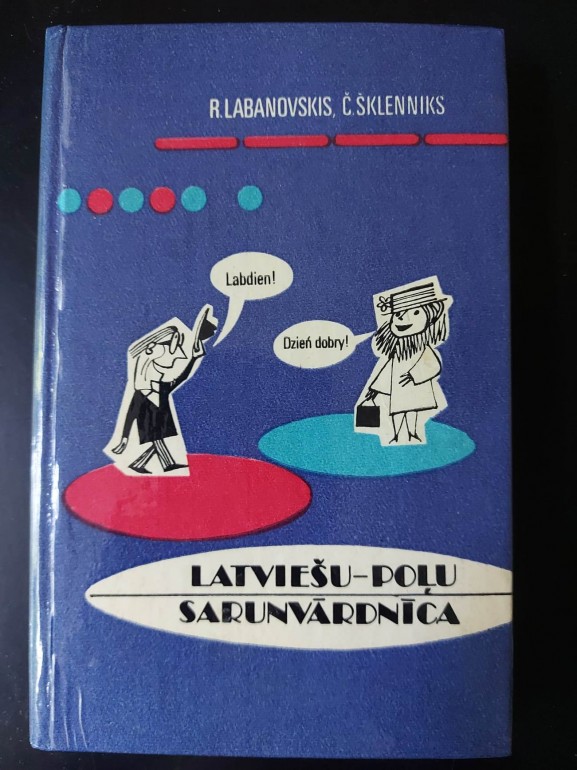 R. LABANOVSKIS, Č. ŠKLENNIKS
Labdien!
Dzień dobry!
LATVIEŠU-POĻU
SARUNVĀRDNĪCA